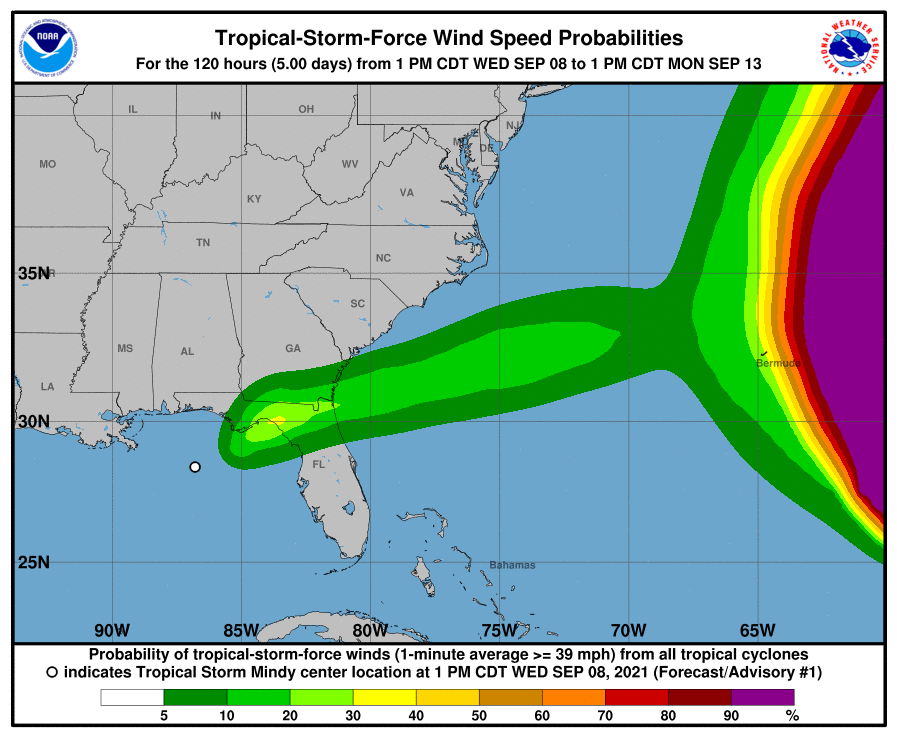 Tropical-Storm-Force Wind Speed Probabilities
For the 120 hours (5.00 days) from 1 PM CDT WED SEP 08 to 1 PM CDT MON SEP 13
NOAA
NATIONAL WEATHER SERVICE
IL
IN
OH
NJ
MO
WV
DE
KY
VA
TN
NC
35N
SC
MS
AL
GA
LA
Bermuda
30N
FL
25N
Bahamas
90W 85W 80W 75W 70W 65W
Probability of tropical-storm-force winds (1-minute average >= 39 mph) from all tropical cyclones
indicates Tropical Storm Mindy center location at 1 PM CDT WED SEP 08, 2021 (Forecast/Advisory #1)
5 10 20 30 40 50 60 70 80 90 %